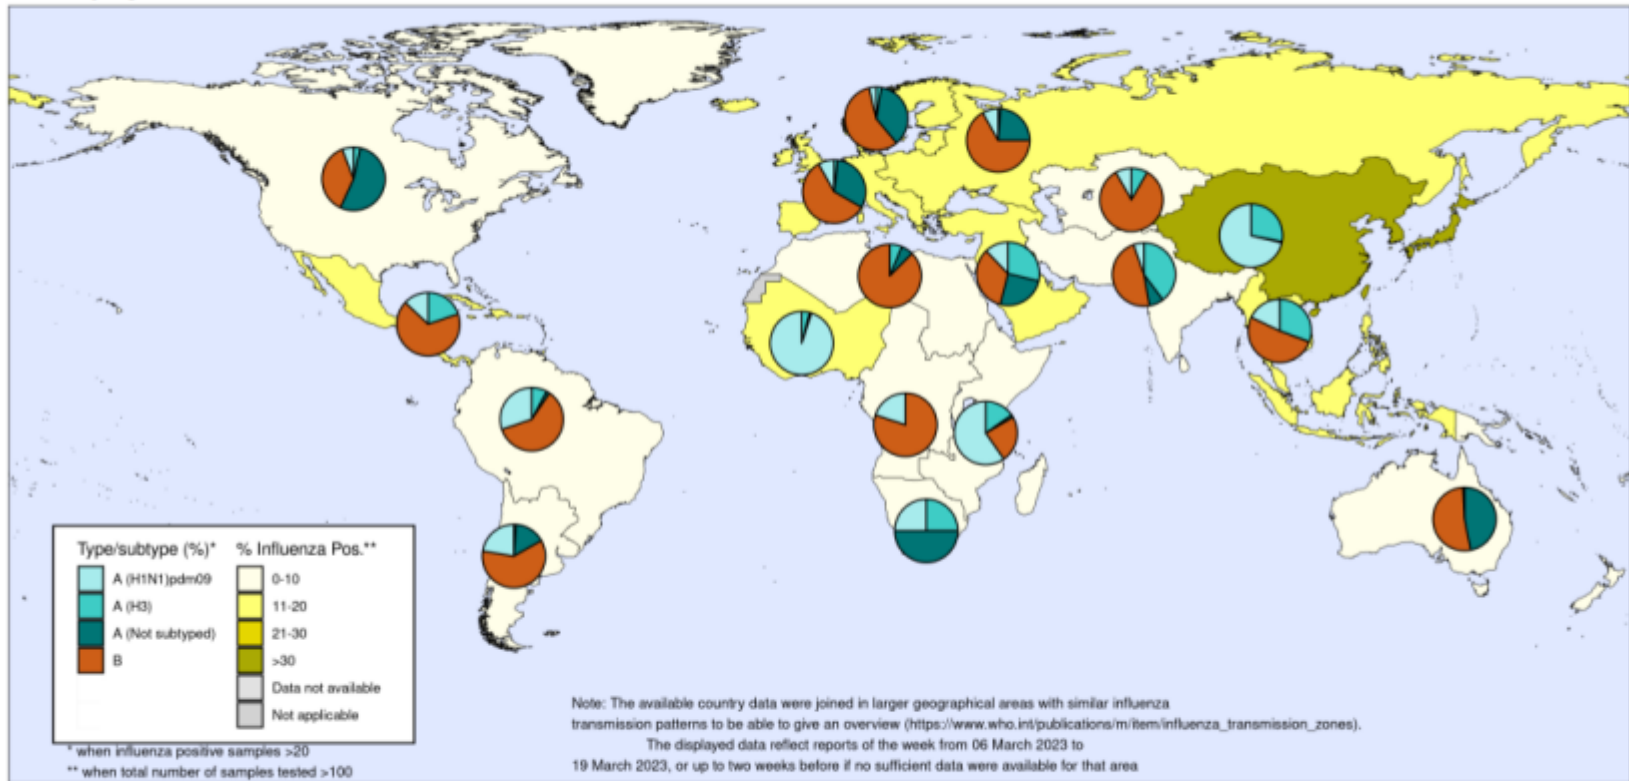 Type/subtype (%)*
A (H1N1)pdm09
A (H3)
A (Not subtyped)
B
% Influenza Pos.**
0-10
11-20
21-30
>30
Data not available
Not applicable
* when influenza positive samples >20
** when total number of samples tested >100
Note: The available country data were joined in larger geographical areas with similar influenza
transmission patterns to be able to give an overview (https://www.who.int/publications/m/item/influenza_transmission_zones).
The displayed data reflect reports of the week from 06 March 2023 to
19 March 2023, or up to two weeks before if no sufficient data were available for that area